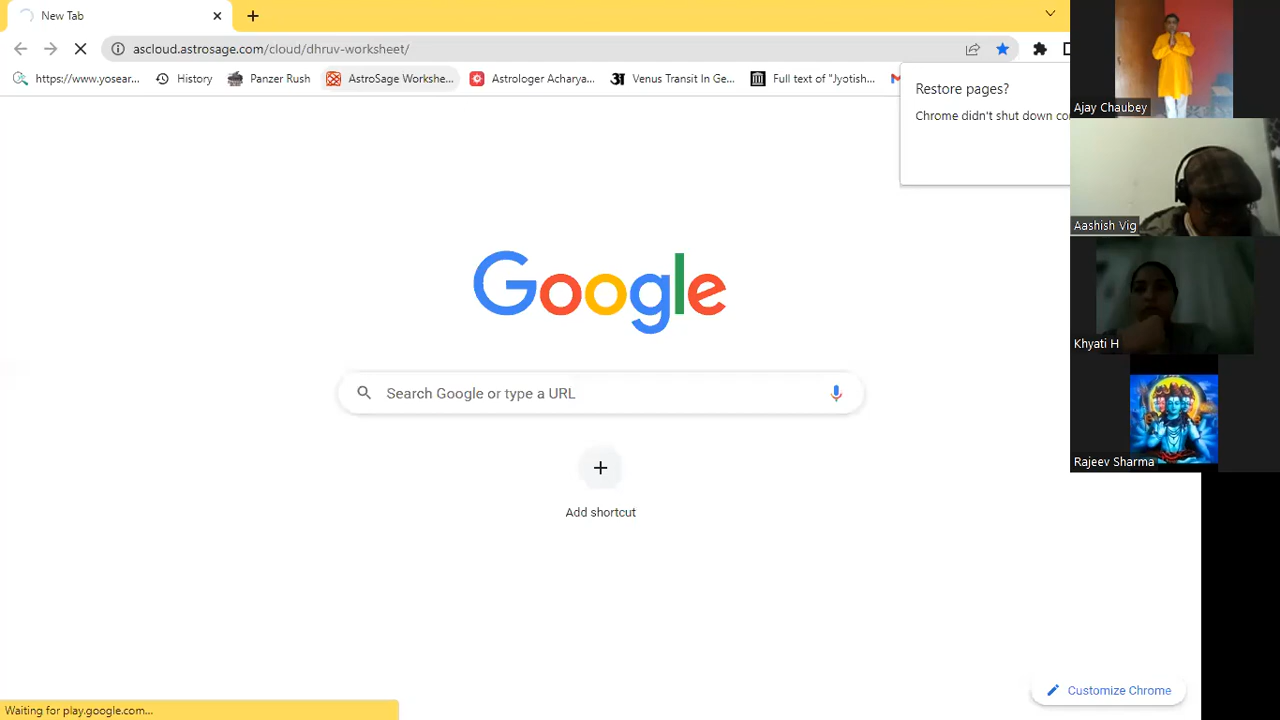 New Tab
ascloud.astrosage.com/cloud/dhruv-worksheet/
https://www.yosear... History Panzer Rush AstroSage Workshe... Astrologer Acharya... Venus Transit In Ge... Full text of "Jyotish...
Restore pages?
Chrome didn't shut down co
Google
Search Google or type a URL
Add shortcut
Customize Chrome
Waiting for play.google.com...
Ajay Chaubey
Aashish Vig
Khyati H
Rajeev Sharma